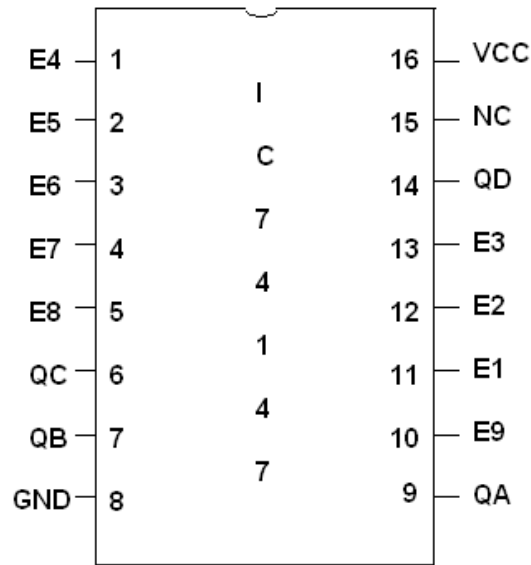 E4 1 16 VCC
I
E5 2 15 NC
C
E6 3 14 QD
7
E7 4 13 E3
4
E8 5 12 E2
1
QC 6 11 E1
4
QB 7 10 E9
7
GND 8 9 QA